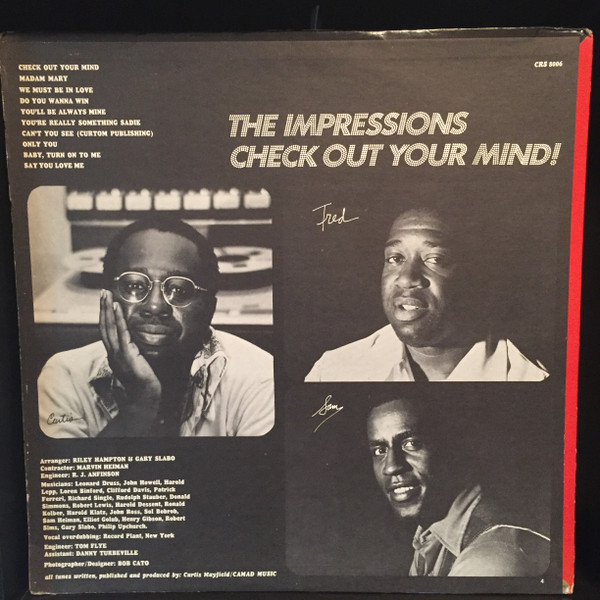 CHECK OUT YOUR MIND
MADAM MARY
WE MUST BE IN LOVE
DO YOU WANNA WIN
YOU'LL BE ALWAYS MINE
YOU'RE REALLY SOMETHING SADIE
CAN'T YOU SEE (CURTOM PUBLISHING)
ONLY YOU
BABY, TURN ON TO ME
SAY YOU LOVE ME
CRS 8006
THE IMPRESSIONS
CHECK OUT YOUR MIND!
Fred
Curtis
Sam
Arranger: RILEY HAMPTON & GARY SLABO
Contractor: MARVIN HEIMAN
Engineer: R. J. ANFINSON
Musicians: Leonard Druss, John Howell, Harold
Lepp, Loren Binford, Clifford Davis, Patrick
Ferreri, Richard Single, Rudolph Stauber, Donald
Simmons, Robert Lewis, Harold Dessent, Ronald
Kolber, Harold Klatz, John Ross, Sol Bobrob,
Sam Heiman, Elliot Golub, Henry Gibson, Robert
Sims, Gary Slabo, Philip Upchurch.
Vocal overdubbing: Record Plant, New York
Engineer: TOM FLYE
Assistant: DANNY TURBEVILLE
Photographer/Designer: BOB CATO
all tunes written, published and produced by: Curtis Mayfield/CAMAD MUSIC